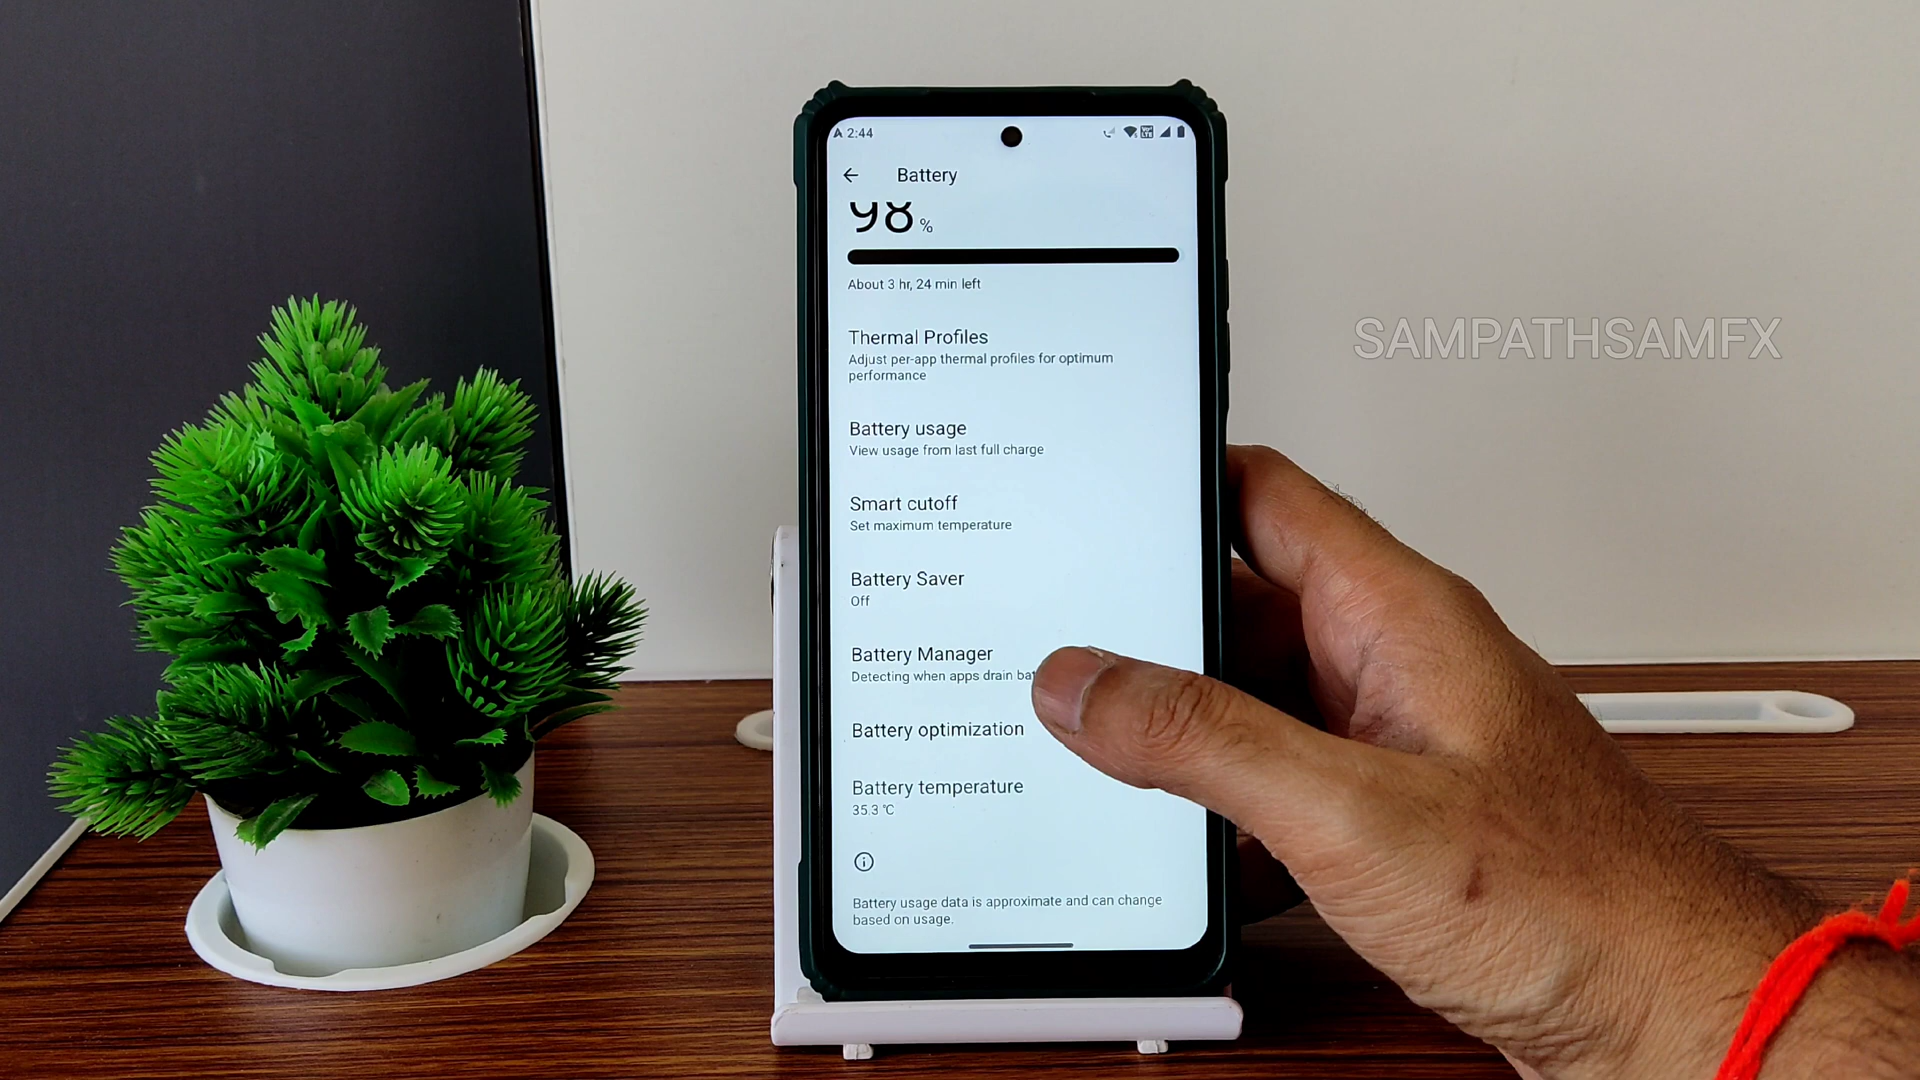 2:44
Battery
98 %
About 3 hr, 24 min left
SAMPATHSAMFX
Thermal Profiles
Adjust per-app thermal profiles for optimum
performance
Battery usage
View usage from last full charge
Smart cutoff
Set maximum temperature
Battery Saver
Off
Battery Manager
Detecting when apps drain
Battery optimization
Battery temperature
35.3 °C
Battery usage data is approximate and can change
based on usage.